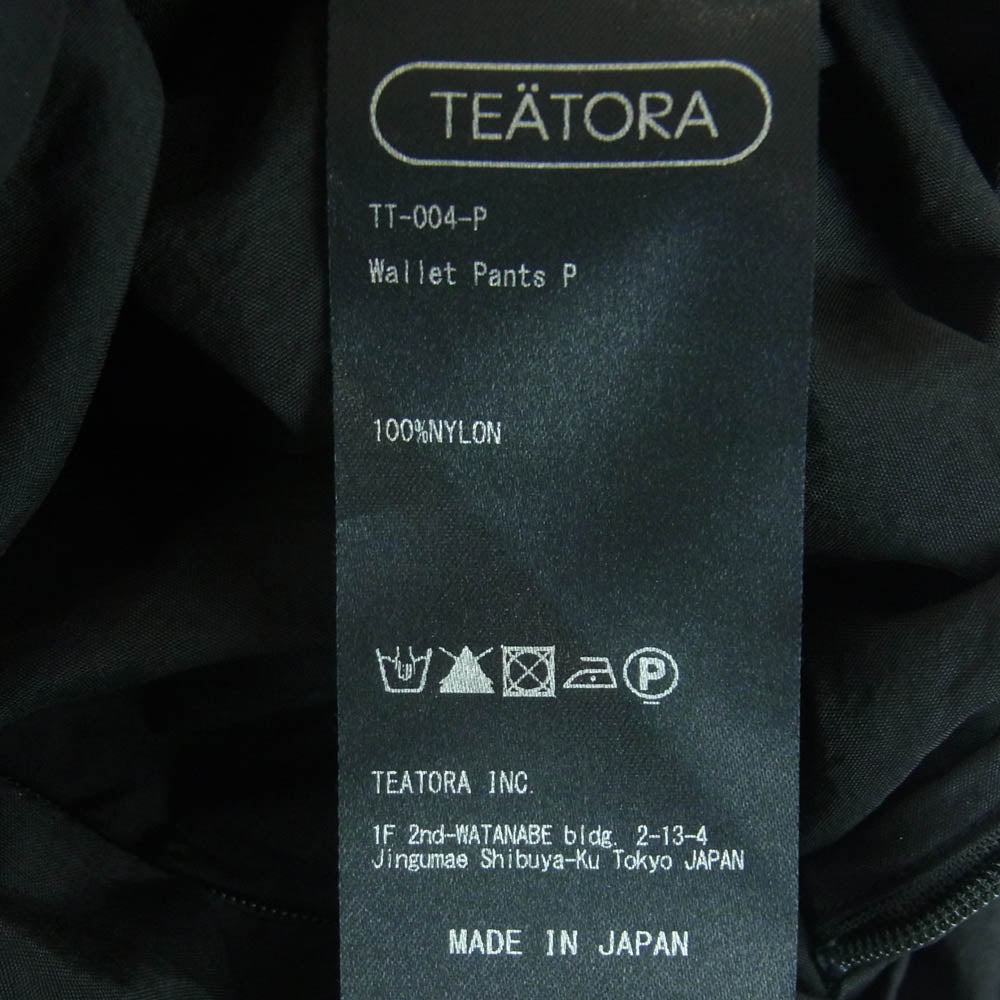 TEÄTORA
TT-004-P
Wallet Pants P
100%NYLON
P
TEATORA INC.
1F 2nd-WATANABE bldg. 2-13-4
Jingumae Shibuya-Ku Tokyo JAPAN
MADE IN JAPAN